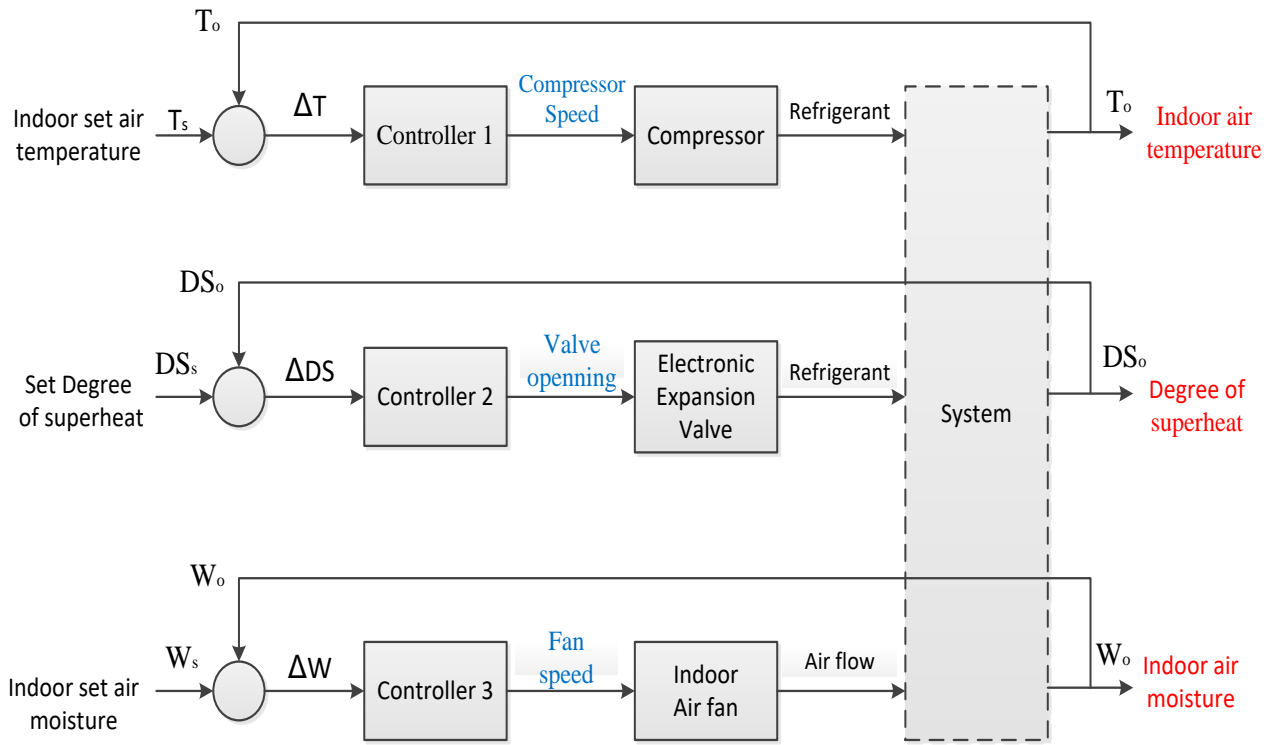 Tₒ
Indoor set air
temperature
Tₛ
ΔT
Controller 1
Compressor
Speed
Compressor
Refrigerant
Tₒ
Indoor air
temperature
DSₒ
Set Degree
of superheat
DSₛ
ΔDS
Controller 2
Valve
openning
Electronic
Expansion
Valve
Refrigerant
System
DSₒ
Degree of
superheat
Wₒ
Indoor set air
moisture
Wₛ
ΔW
Controller 3
Fan
speed
Indoor
Air fan
Air flow
Wₒ
Indoor air
moisture